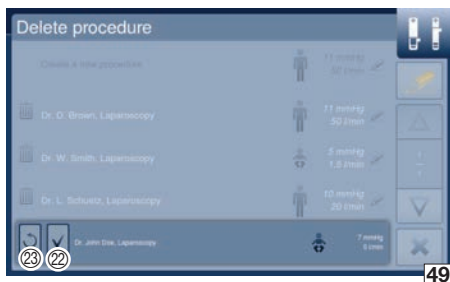 Delete procedure
Create a new procedure
11 mmHg
50 l/min
Dr. O. Brown, Laparoscopy
11 mmHg
50 l/min
Dr. W. Smith, Laparoscopy
5 mmHg
1,5 l/min
Dr. L. Schuelz, Laparoscopy
10 mmHg
20 l/min
Dr. John Doe, Laparoscopy
7 mmHg
5 l/min
23 22
49